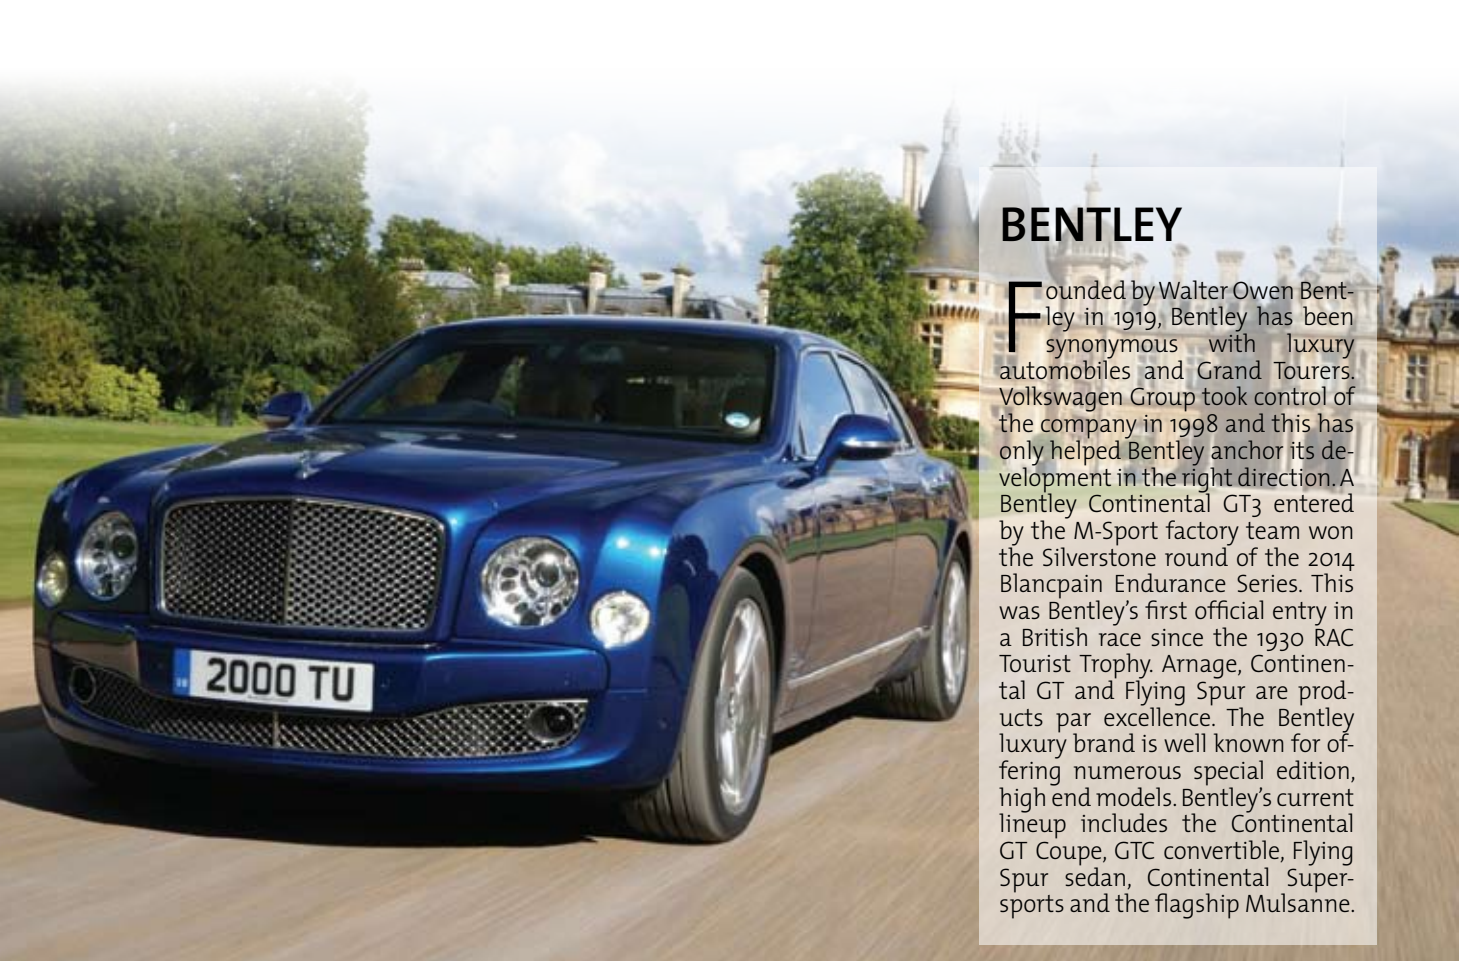 BENTLEY
Founded by Walter Owen Bent-
ley in 1919, Bentley has been
synonymous with luxury
automobiles and Grand Tourers.
Volkswagen Group took control of
the company in 1998 and this has
only helped Bentley anchor its de-
velopment in the right direction. A
Bentley Continental GT3 entered
by the M-Sport factory team won
the Silverstone round of the 2014
Blancpain Endurance Series. This
was Bentley’s first official entry in
a British race since the 1930 RAC
Tourist Trophy. Arnage, Continen-
tal GT and Flying Spur are prod-
ucts par excellence. The Bentley
luxury brand is well known for of-
fering numerous special edition,
high end models. Bentley’s current
lineup includes the Continental
GT Coupe, GTC convertible, Flying
Spur sedan, Continental Super-
sports and the flagship Mulsanne.
2000 TU